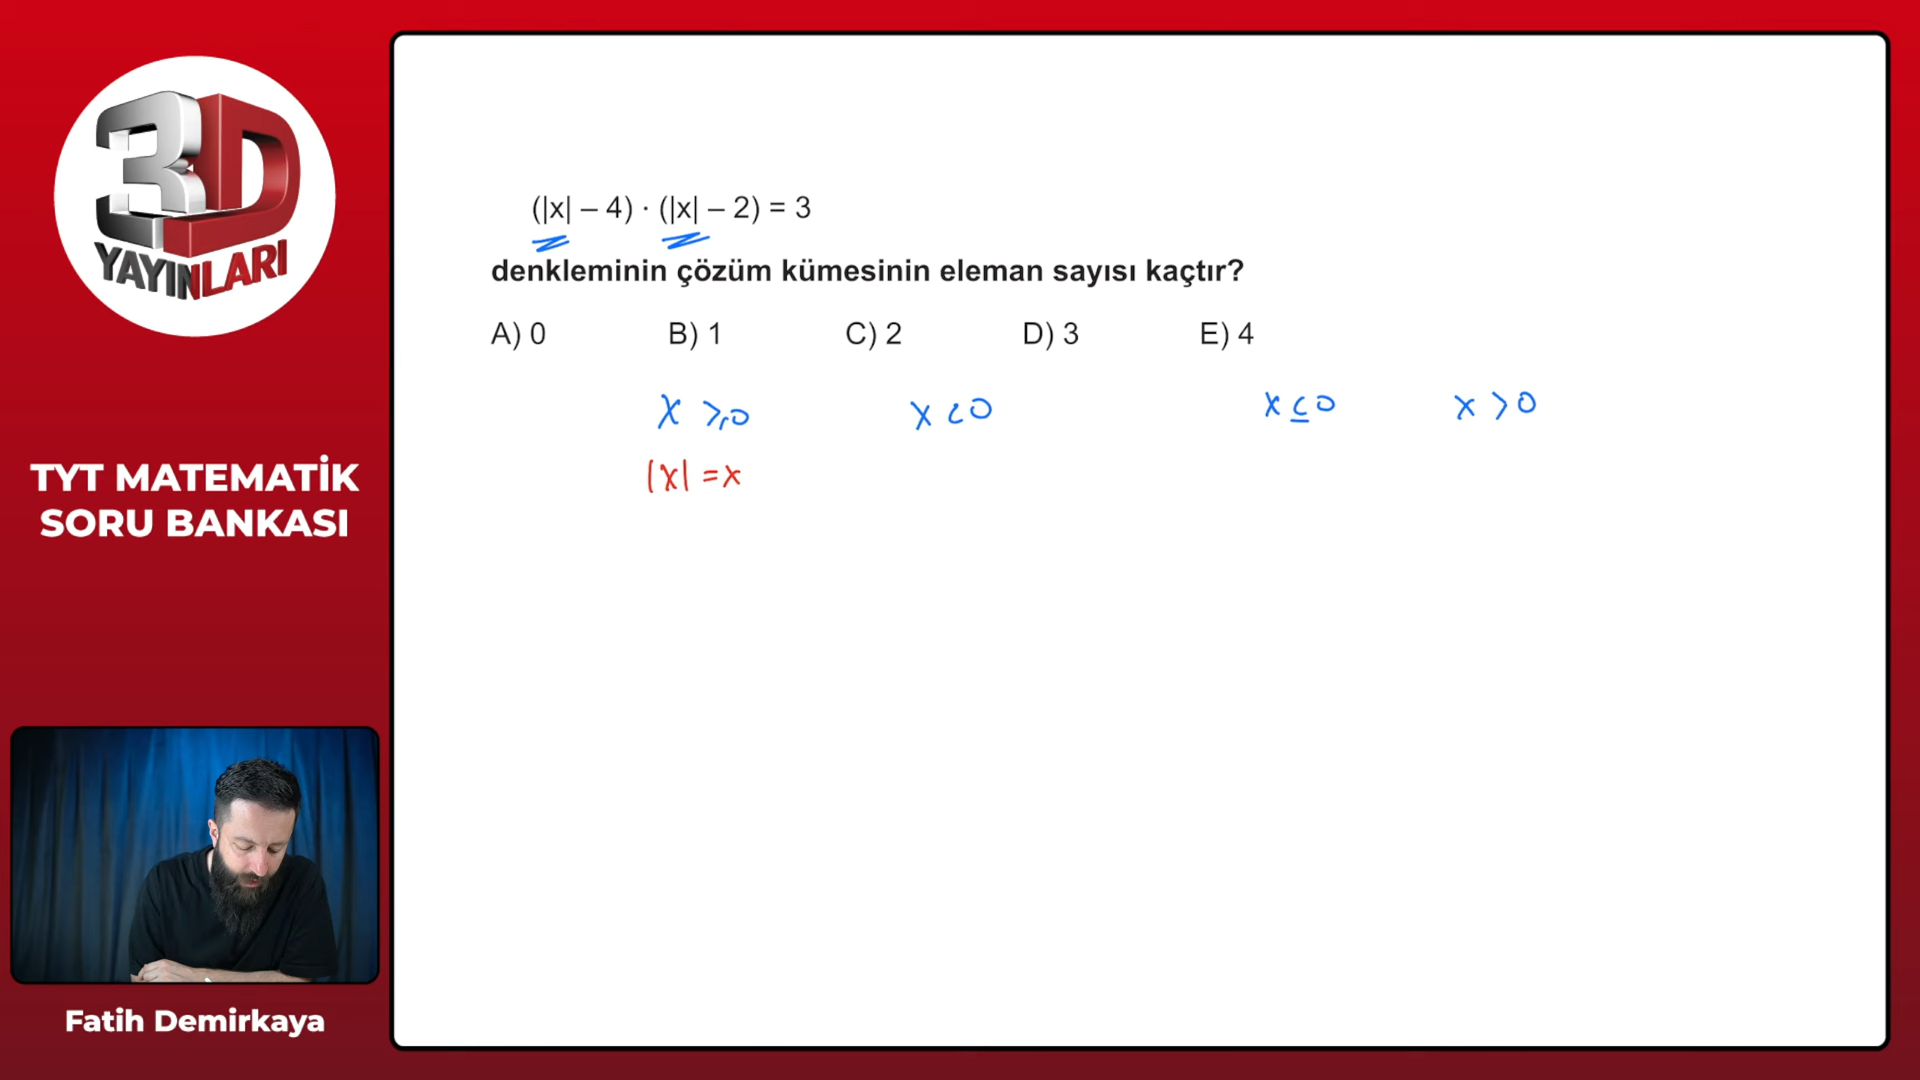 3D
YAYINLARI
TYT MATEMATİK
SORU BANKASI
Fatih Demirkaya
(|x| – 4) · (|x| – 2) = 3
denkleminin çözüm kümesinin eleman sayısı kaçtır?
A) 0 B) 1 C) 2 D) 3 E) 4
x ≥ 0 x < 0 x ≤ 0 x > 0
|x| = x